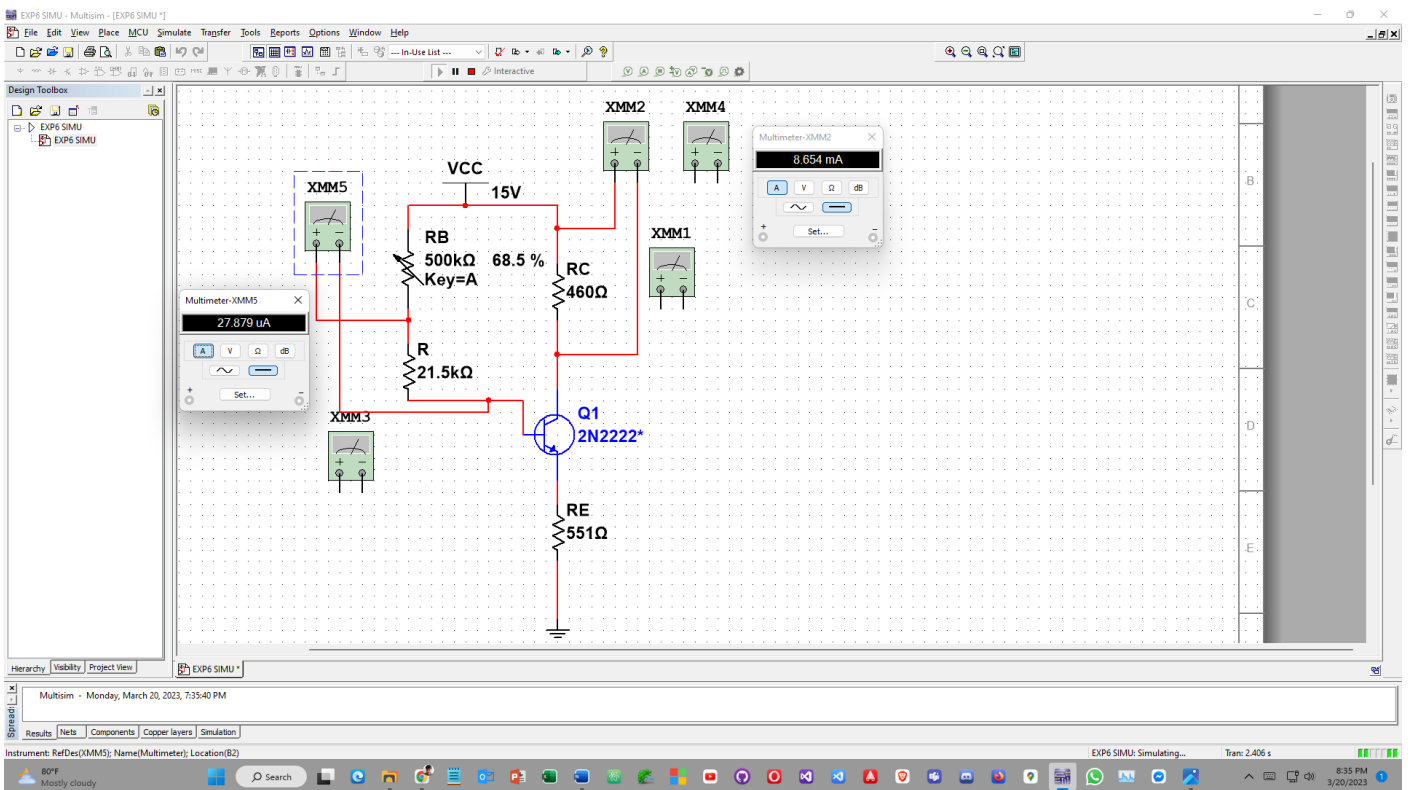 EXP6 SIMU - Multisim - [EXP6 SIMU *]
File Edit View Place MCU Simulate Transfer Tools Reports Options Window Help
--- In-Use List ---
Interactive
Design Toolbox
EXP6 SIMU
EXP6 SIMU
XMM2 XMM4
Multimeter-XMM2
8.654 mA
A V Ω dB
Set...
+ −
B
VCC
15V
XMM5
XMM1
RB
500kΩ 68.5 %
Key=A
RC
460Ω
C
Multimeter-XMM5
27.879 uA
A V Ω dB
Set...
+ −
R
21.5kΩ
XMM3
Q1
2N2222*
D
RE
551Ω
E
Hierarchy Visibility Project View
EXP6 SIMU *
Multisim - Monday, March 20, 2023, 7:35:40 PM
Results Nets Components Copper layers Simulation
Instrument: RefDes(XMM5); Name(Multimeter); Location(B2)
EXP6 SIMU: Simulating... Tran: 2.406 s
80°F
Mostly cloudy
Search
8:35 PM
3/20/2023